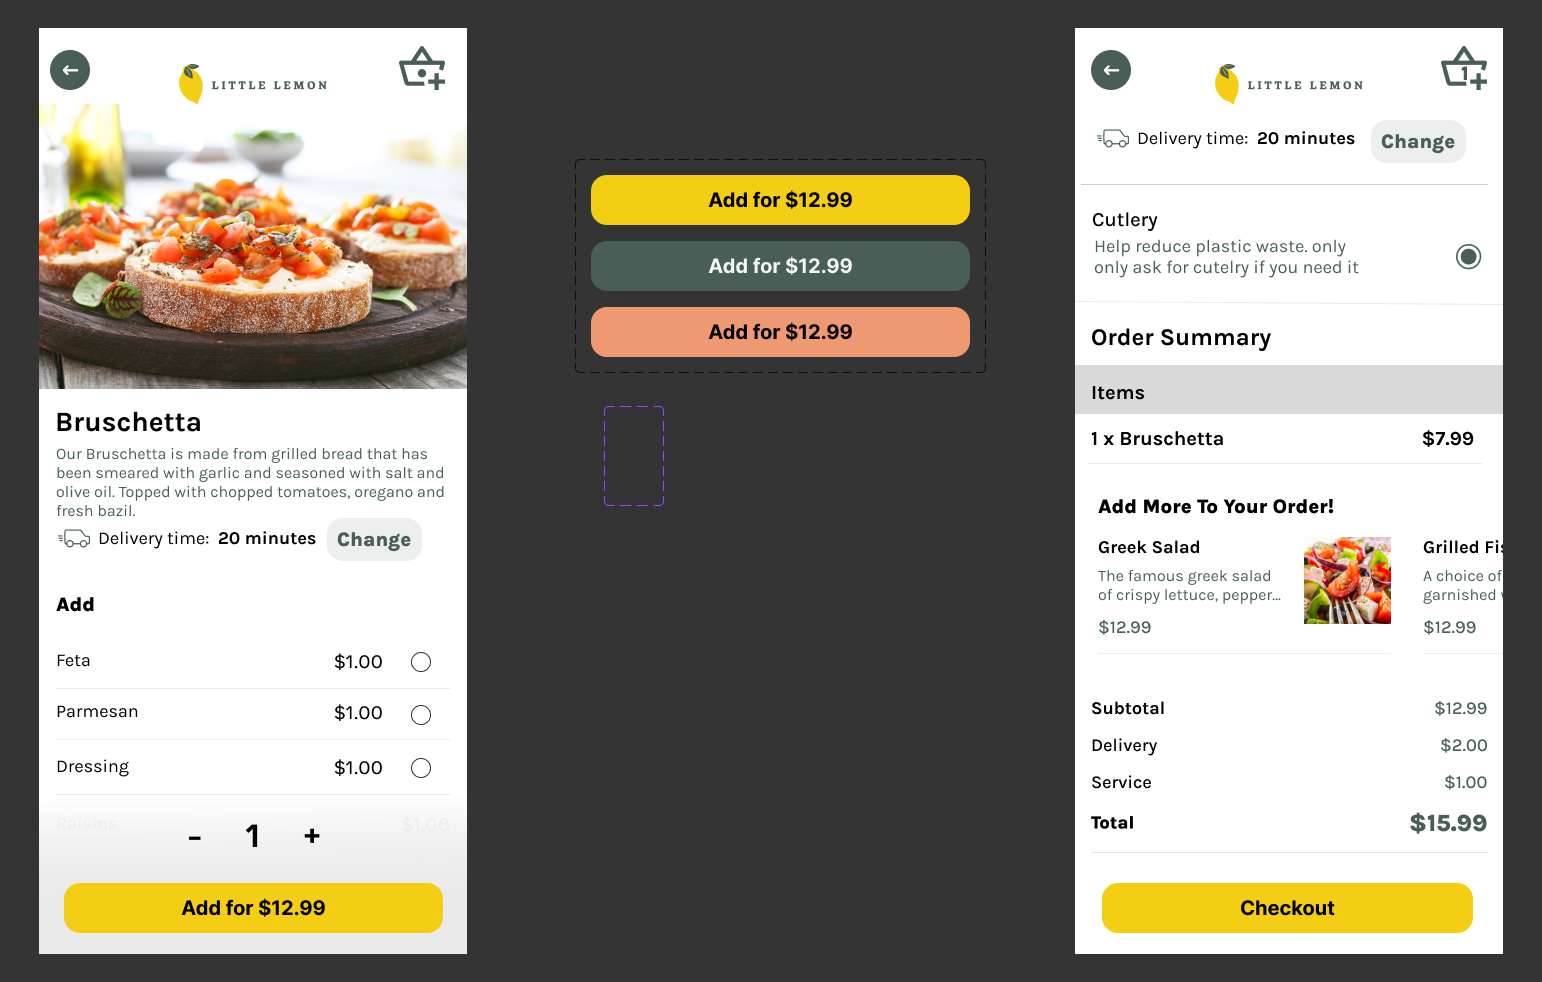 LITTLE LEMON
Bruschetta
Our Bruschetta is made from grilled bread that has
been smeared with garlic and seasoned with salt and
olive oil. Topped with chopped tomatoes, oregano and
fresh bazil.
Delivery time: 20 minutes Change
Add
Feta $1.00
Parmesan $1.00
Dressing $1.00
Raisins $1.00
- 1 +
Add for $12.99
Add for $12.99
Add for $12.99
Add for $12.99
1
LITTLE LEMON
Delivery time: 20 minutes Change
Cutlery
Help reduce plastic waste. only
only ask for cutelry if you need it
Order Summary
Items
1 x Bruschetta $7.99
Add More To Your Order!
Greek Salad Grilled Fis
The famous greek salad A choice of
of crispy lettuce, pepper... garnished
$12.99 $12.99
Subtotal $12.99
Delivery $2.00
Service $1.00
Total $15.99
Checkout